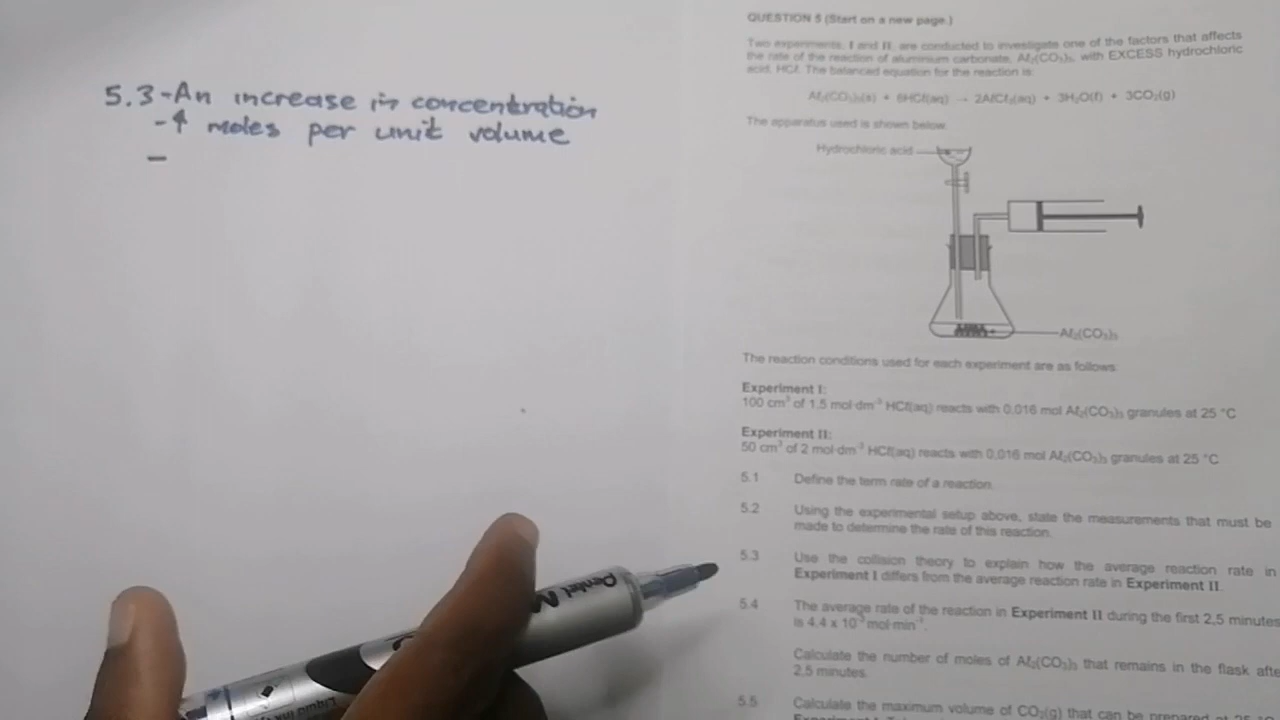 5.3-An increase in concentration
-↑ moles per unit volume
-
QUESTION 5 (Start on a new page.)
Two experiments, I and II, are conducted to investigate one of the factors that affects
the rate of the reaction of aluminium carbonate, Aℓ₂(CO₃)₃, with EXCESS hydrochloric
acid, HCℓ. The balanced equation for the reaction is:
Aℓ₂(CO₃)₃(s) + 6HCℓ(aq) → 2AℓCℓ₃(aq) + 3H₂O(ℓ) + 3CO₂(g)
The apparatus used is shown below.
Hydrochloric acid
Aℓ₂(CO₃)₃
The reaction conditions used for each experiment are as follows:
Experiment I:
100 cm³ of 1,5 mol·dm⁻³ HCℓ(aq) reacts with 0,016 mol Aℓ₂(CO₃)₃ granules at 25 °C
Experiment II:
50 cm³ of 2 mol·dm⁻³ HCℓ(aq) reacts with 0,016 mol Aℓ₂(CO₃)₃ granules at 25 °C
5.1 Define the term rate of a reaction.
5.2 Using the experimental setup above, state the measurements that must be
made to determine the rate of this reaction.
5.3 Use the collision theory to explain how the average reaction rate in
Experiment I differs from the average reaction rate in Experiment II.
5.4 The average rate of the reaction in Experiment II during the first 2,5 minutes
is 4,4 x 10 mol·min⁻¹.
Calculate the number of moles of Aℓ₂(CO₃)₃ that remains in the flask afte
2,5 minutes.
5.5 Calculate the maximum volume of CO₂(g) that can be prepared at 25
Pentel
Liquid ink